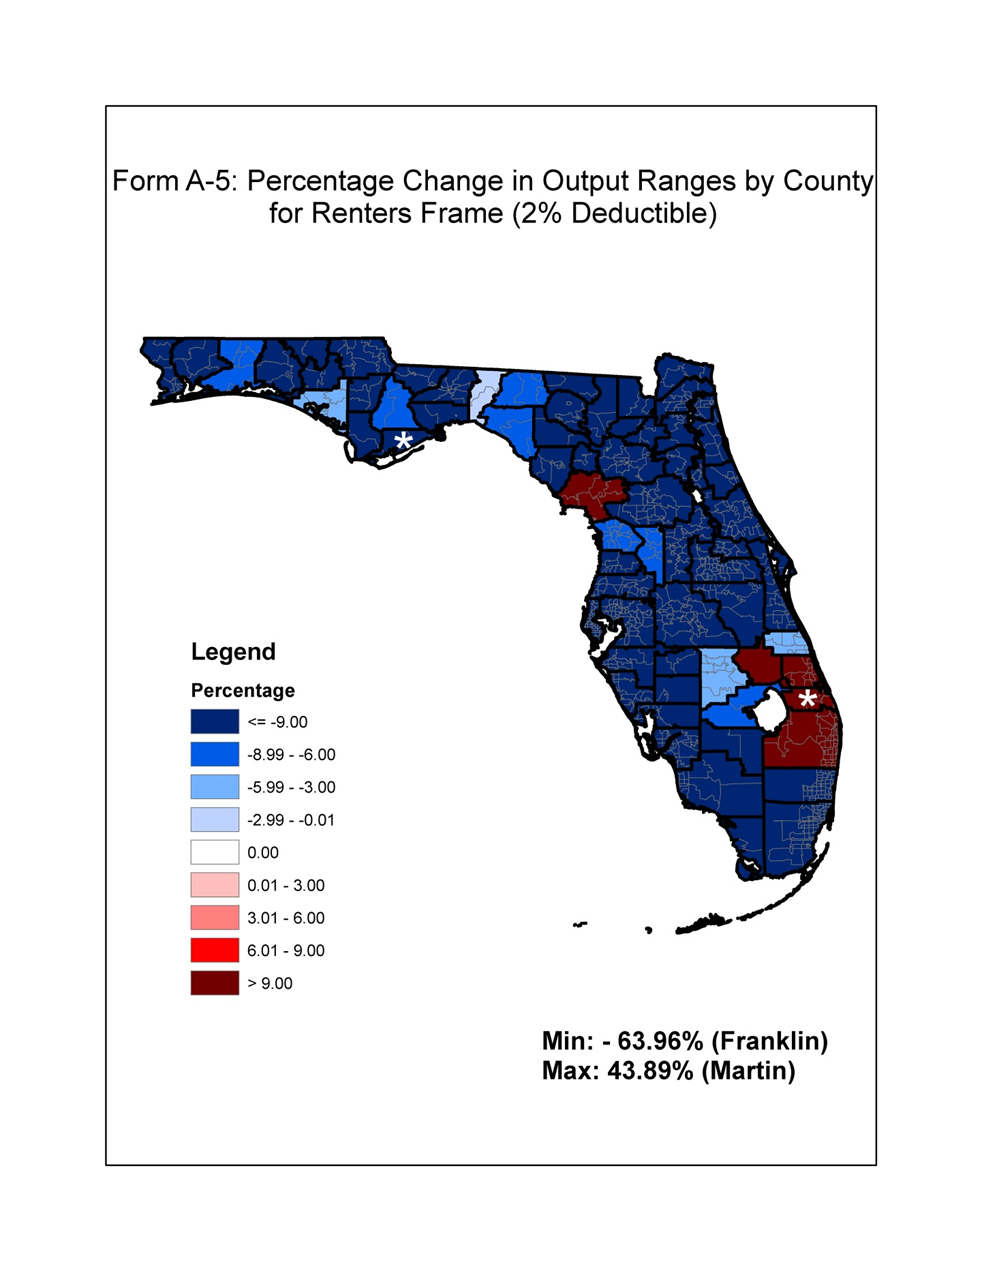 Form A-5: Percentage Change in Output Ranges by County
for Renters Frame (2% Deductible)
*
*
Legend
Percentage
<= -9.00
-8.99 - -6.00
-5.99 - -3.00
-2.99 - -0.01
0.00
0.01 - 3.00
3.01 - 6.00
6.01 - 9.00
> 9.00
Min: - 63.96% (Franklin)
Max: 43.89% (Martin)